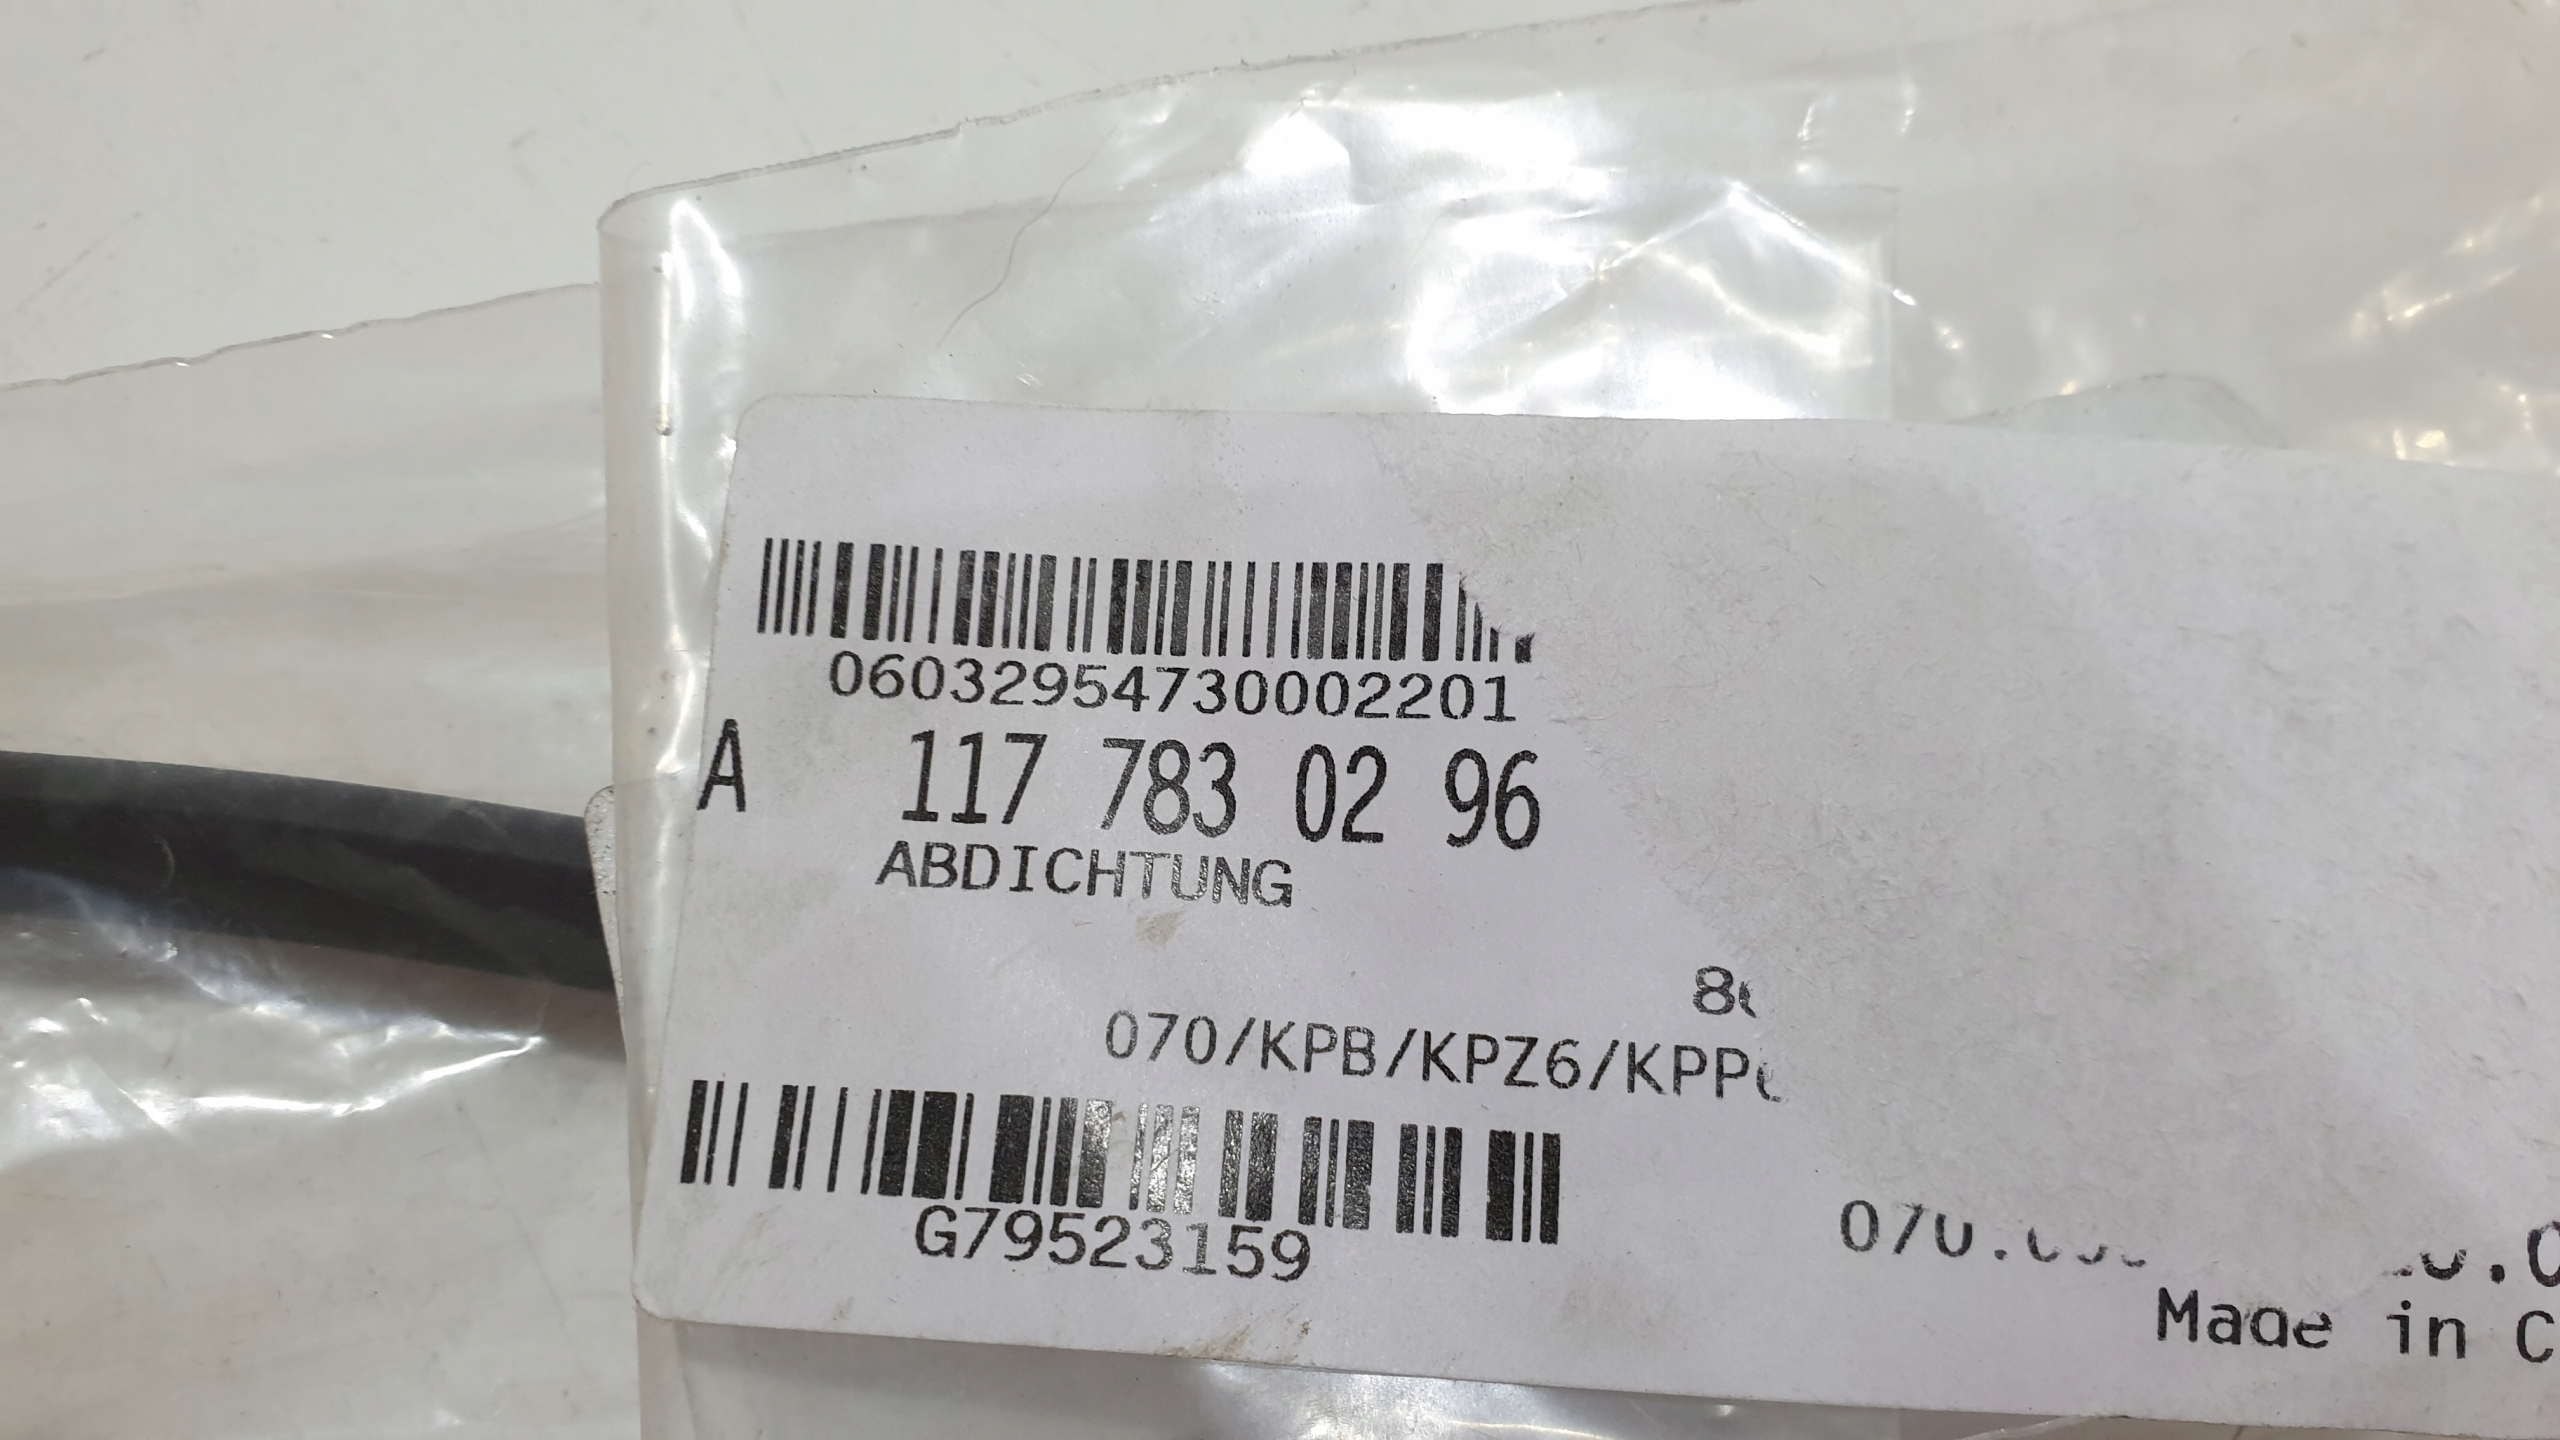 06032954730002201
A 117 783 02 96
ABDICHTUNG
070/KPB/KPZ6/KPP
G79523159
Made in